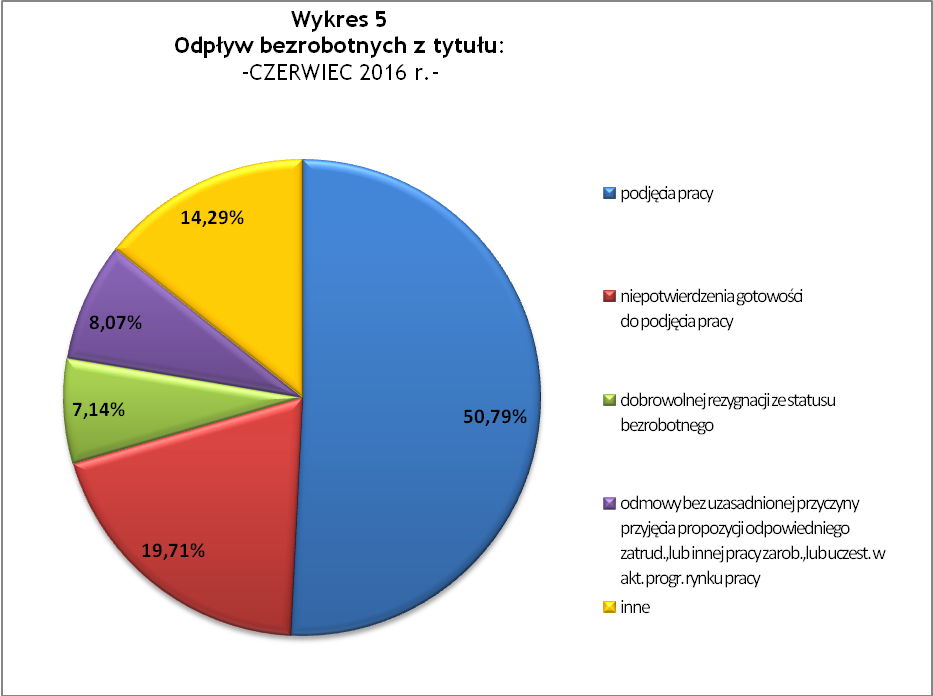 Wykres 5
Odpływ bezrobotnych z tytułu:
-CZERWIEC 2016 r.-
14,29%
8,07%
7,14%
50,79%
19,71%
podjęcia pracy
niepotwierdzenia gotowości
do podjęcia pracy
dobrowolnej rezygnacji ze statusu
bezrobotnego
odmowy bez uzasadnionej przyczyny
przyjęcia propozycji odpowiedniego
zatrud.,lub innej pracy zarob.,lub uczest. w
akt. progr. rynku pracy
inne